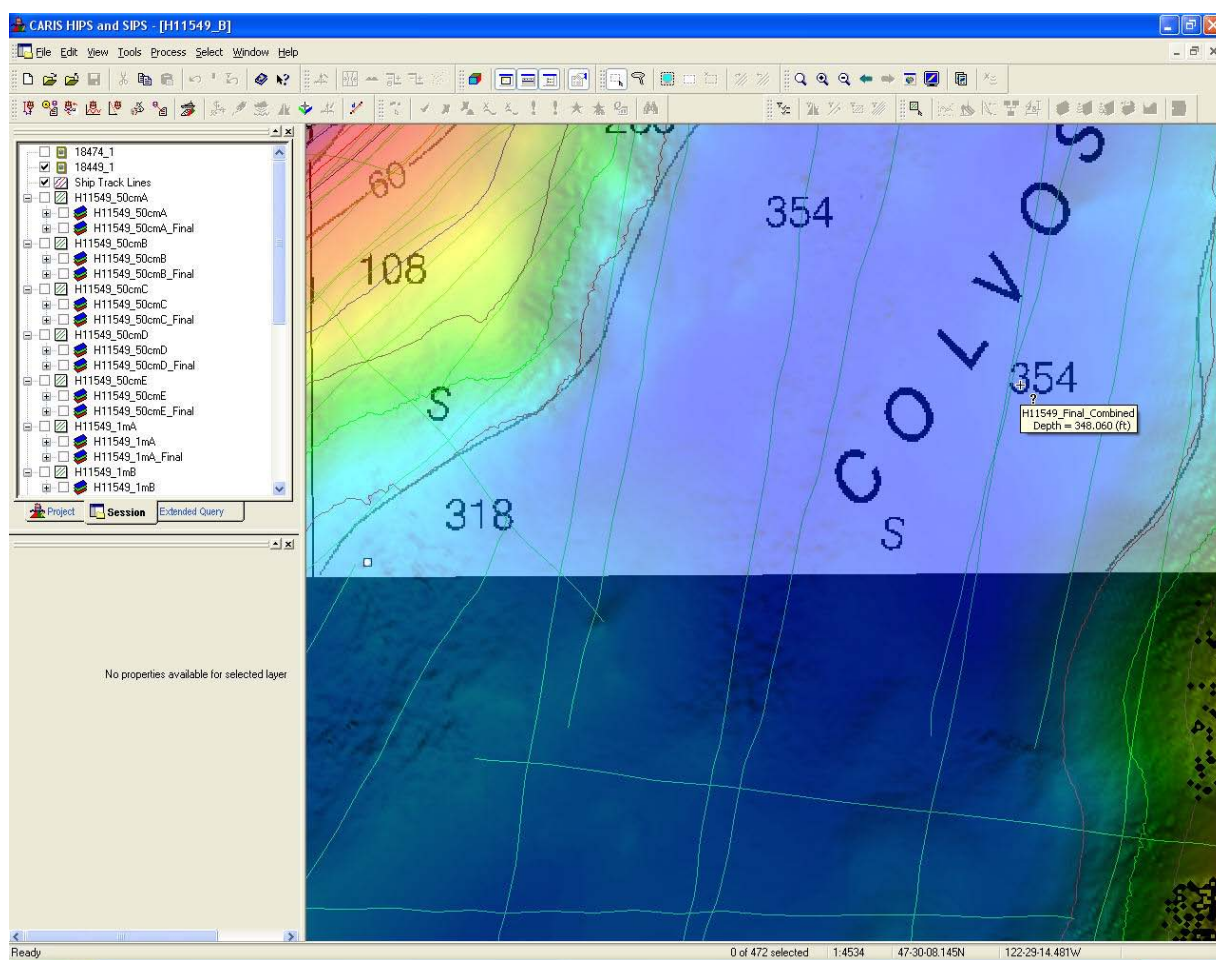 CARIS HIPS and SIPS - [H11549_B]
File Edit View Tools Process Select Window Help
18474_1
18449_1
Ship Track Lines
H11549_50cmA
H11549_50cmA
H11549_50cmA_Final
H11549_50cmB
H11549_50cmB
H11549_50cmB_Final
H11549_50cmC
H11549_50cmC
H11549_50cmC_Final
H11549_50cmD
H11549_50cmD
H11549_50cmD_Final
H11549_50cmE
H11549_50cmE
H11549_50cmE_Final
H11549_1mA
H11549_1mA
H11549_1mA_Final
H11549_1mB
H11549_1mB
Project Session Extended Query
No properties available for selected layer
60
354
108
COLVOS
354
S
H11549_Final_Combined
Depth = 348.060 (ft)
318
S
Ready 0 of 472 selected 1:4534 47-30-08.145N 122-29-14.481W